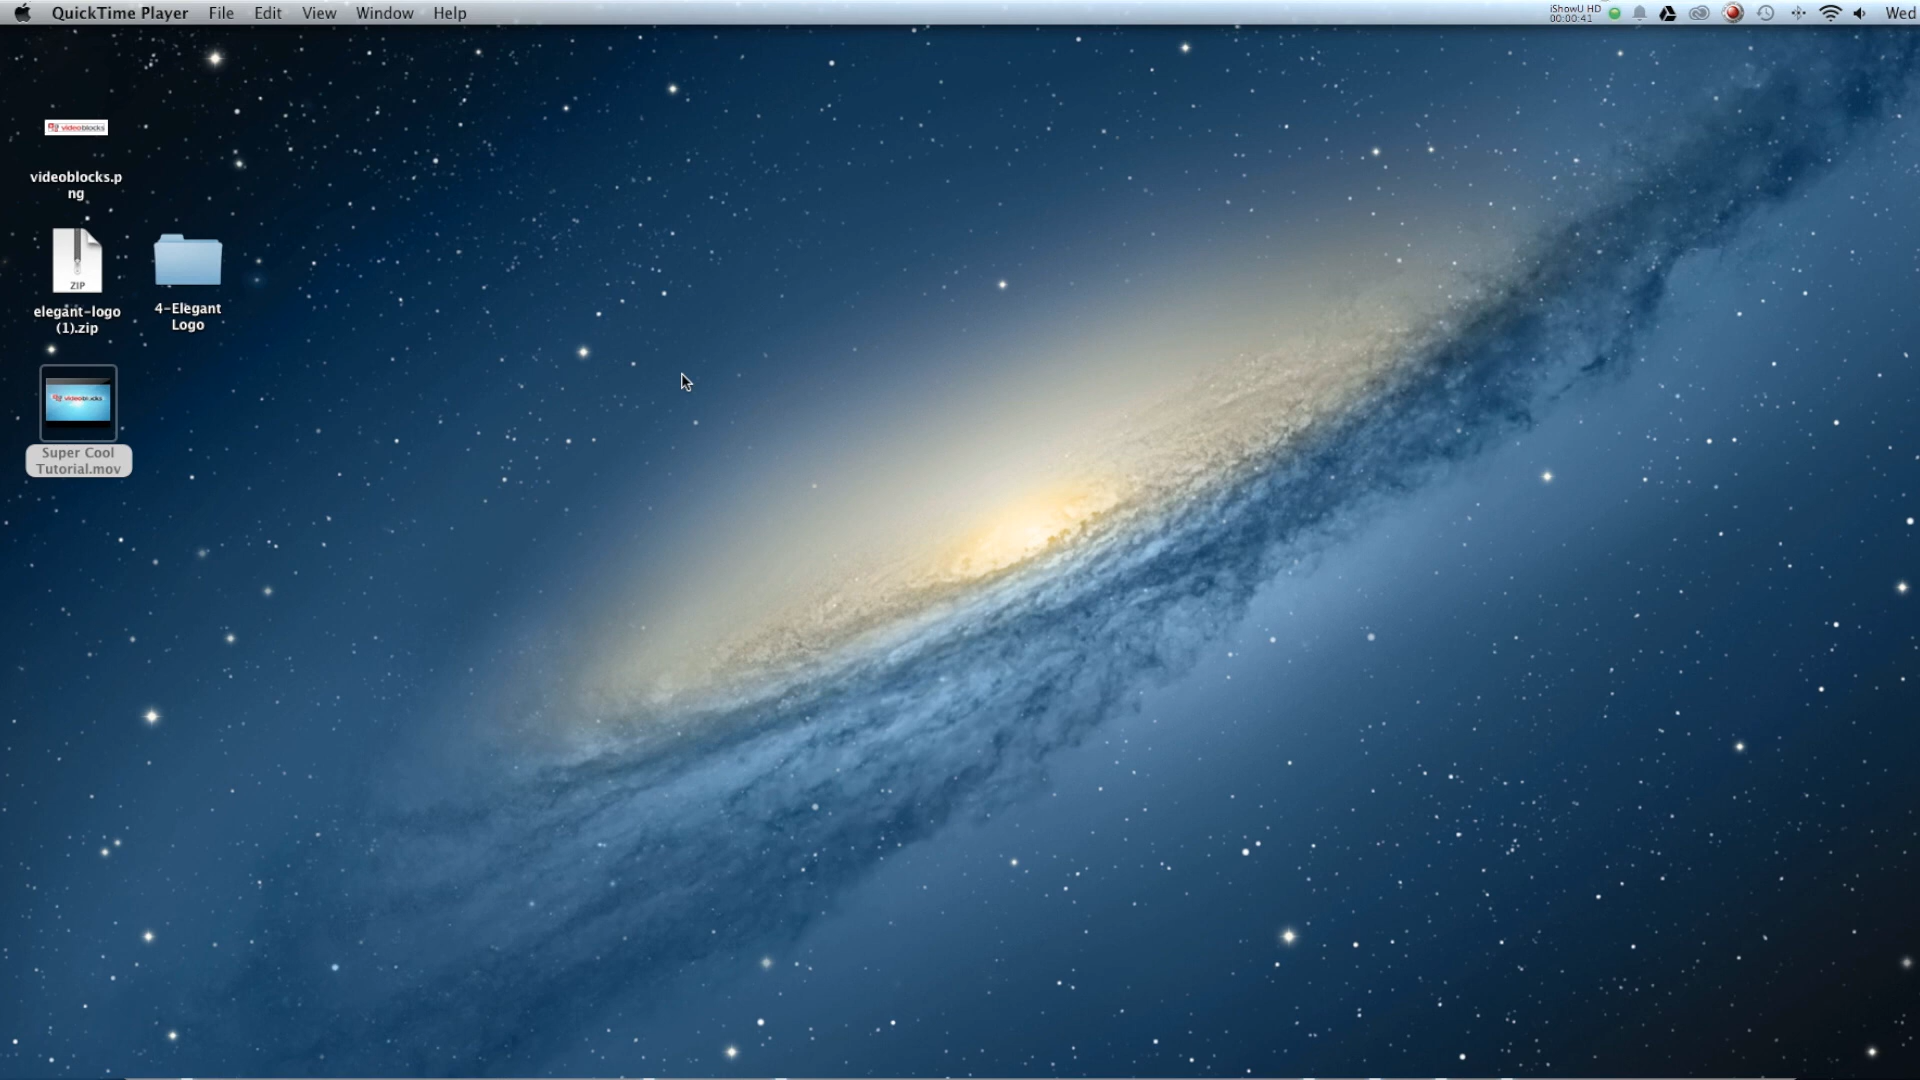 QuickTime Player File Edit View Window Help
iShowU HD
00:00:41
Wed
videoblocks
videoblocks.p
ng
ZIP
elegant-logo
(1).zip
4-Elegant
Logo
Super Cool
Tutorial.mov